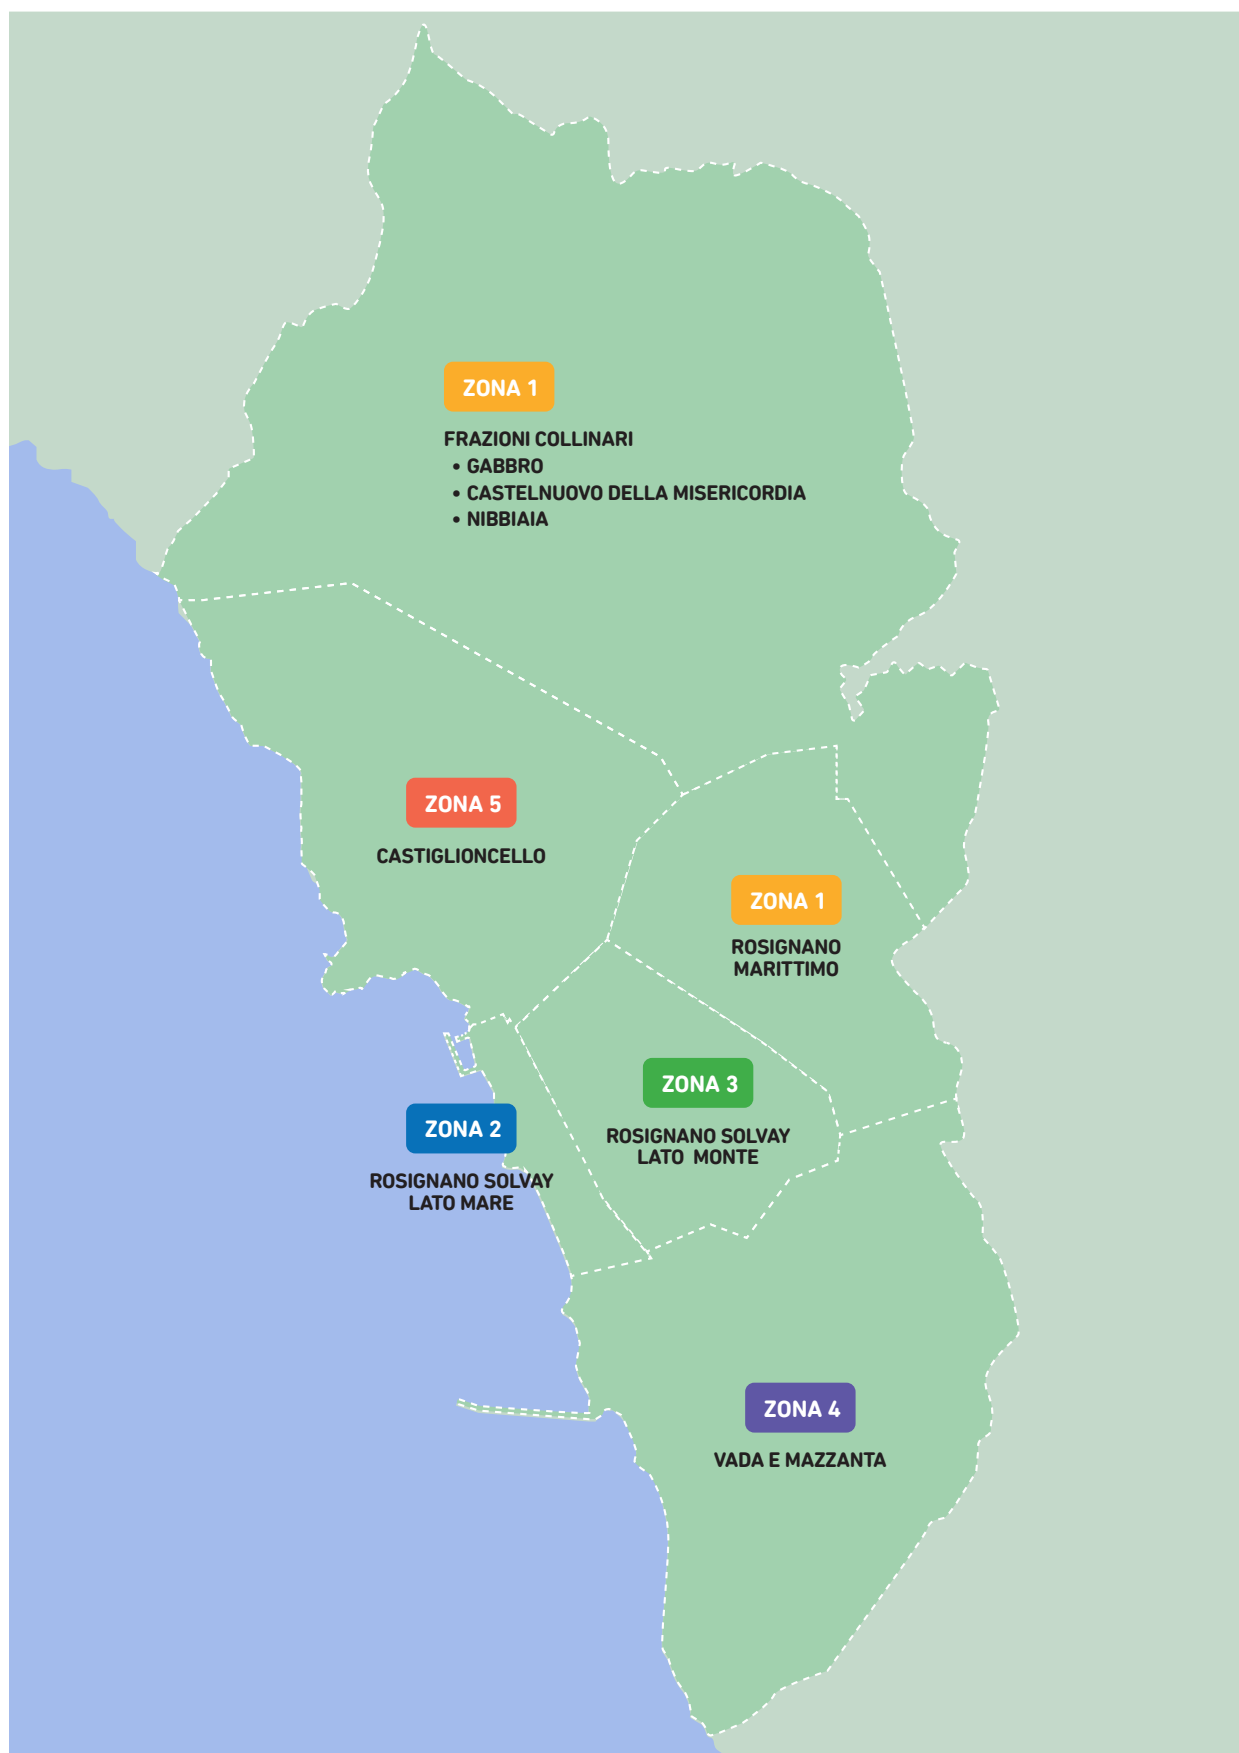 ZONA 1
FRAZIONI COLLINARI
• GABBRO
• CASTELNUOVO DELLA MISERICORDIA
• NIBBIAIA
ZONA 5
CASTIGLIONCELLO
ZONA 1
ROSIGNANO
MARITTIMO
ZONA 3
ROSIGNANO SOLVAY
LATO MONTE
ZONA 2
ROSIGNANO SOLVAY
LATO MARE
ZONA 4
VADA E MAZZANTA